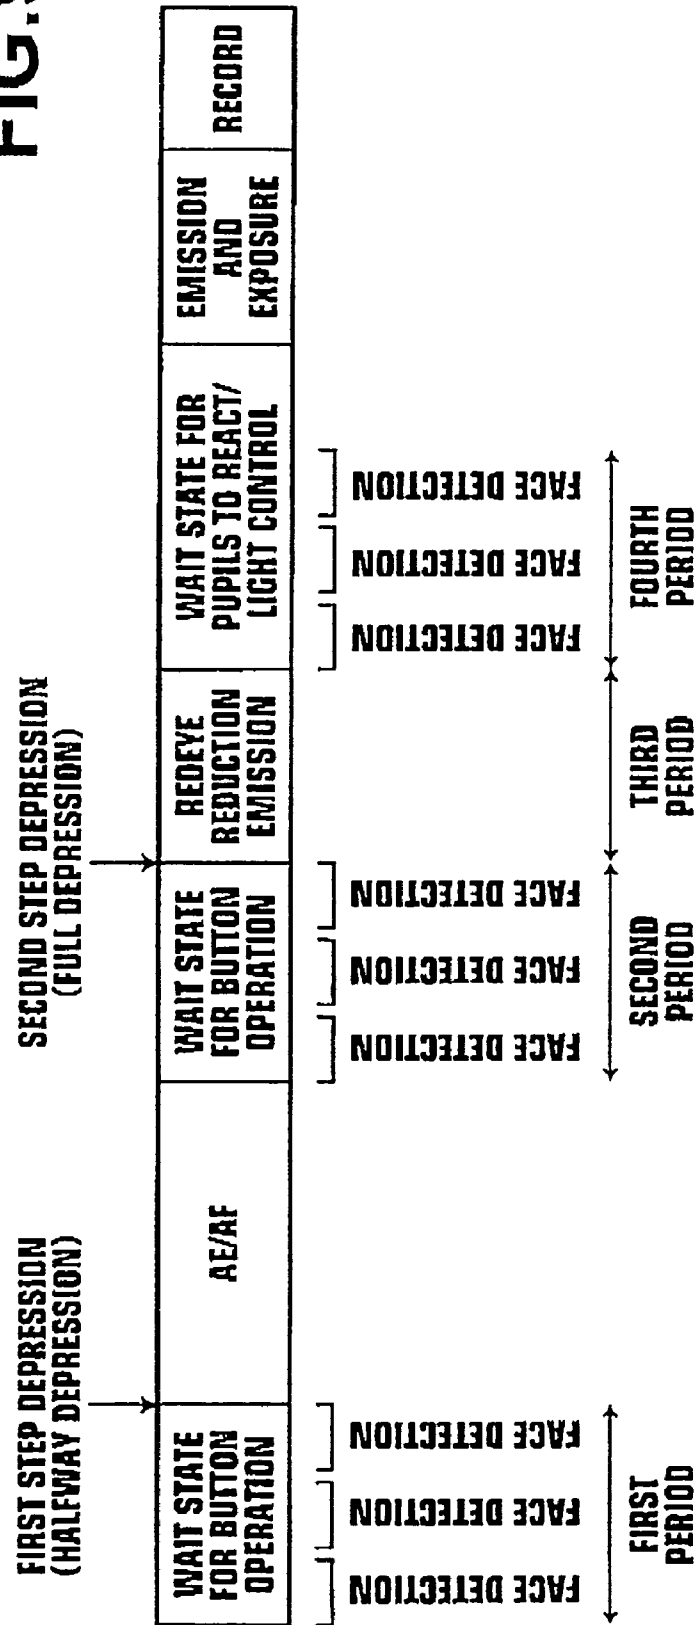 FIG.
FIRST STEP DEPRESSION
(HALFWAY DEPRESSION)
SECOND STEP DEPRESSION
(FULL DEPRESSION)
WAIT STATE
FOR BUTTON
OPERATION
AE/AF
WAIT STATE
FOR BUTTON
OPERATION
REDEYE
REDUCTION
EMISSION
WAIT STATE FOR
PUPILS TO REACT/
LIGHT CONTROL
EMISSION
AND
EXPOSURE
RECORD
FACE DETECTION
FACE DETECTION
FACE DETECTION
FACE DETECTION
FACE DETECTION
FACE DETECTION
FACE DETECTION
FACE DETECTION
FACE DETECTION
FIRST
PERIOD
SECOND
PERIOD
THIRD
PERIOD
FOURTH
PERIOD